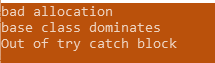 bad allocation
base class dominates
Out of try catch block